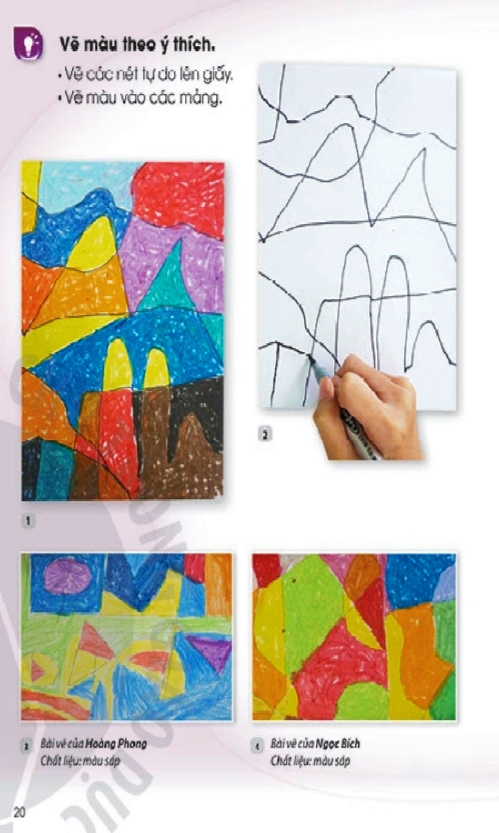 Vẽ màu theo ý thích.
• Vẽ các nét tự do lên giấy.
• Vẽ màu vào các mảng.
2
1
3 Bài vẽ của Hoàng Phong
Chất liệu: màu sáp
4 Bài vẽ của Ngọc Bích
Chất liệu: màu sáp
20